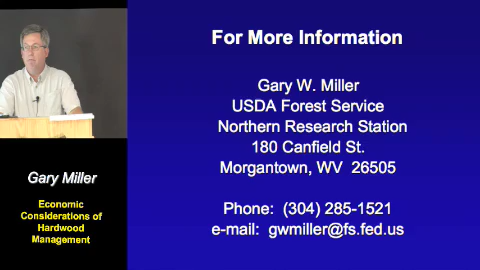 For More Information
Gary W. Miller
USDA Forest Service
Northern Research Station
180 Canfield St.
Morgantown, WV 26505
Phone: (304) 285-1521
e-mail: gwmiller@fs.fed.us
Gary Miller
Economic
Considerations of
Hardwood
Management